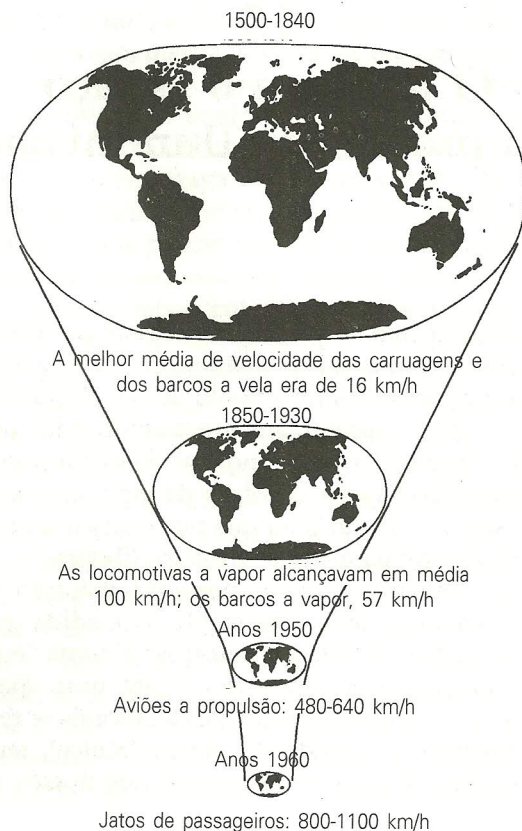 1500-1840
A melhor média de velocidade das carruagens e
dos barcos a vela era de 16 km/h
1850-1930
As locomotivas a vapor alcançavam em média
100 km/h; os barcos a vapor, 57 km/h
Anos 1950
Aviões a propulsão: 480-640 km/h
Anos 1960
Jatos de passageiros: 800-1100 km/h